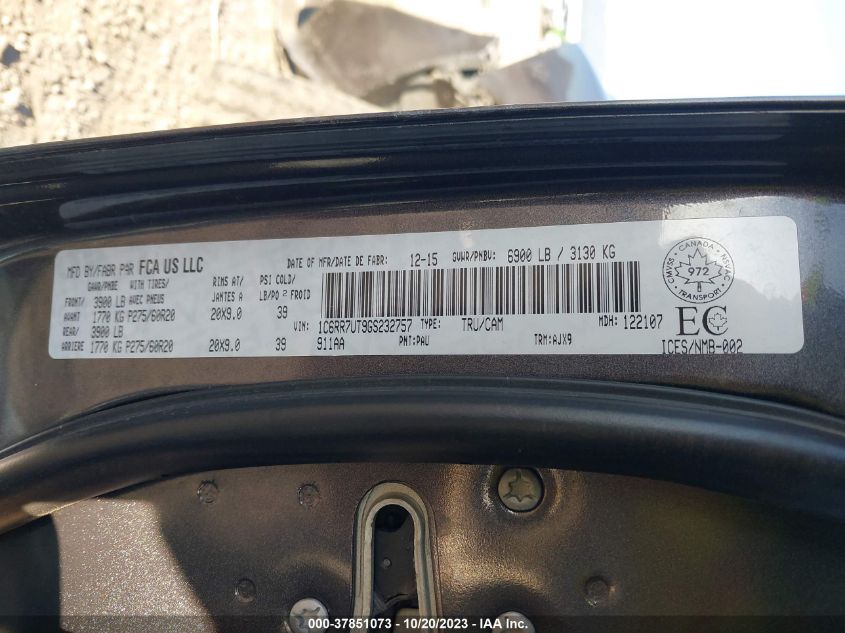 MFD BY/FABR PAR FCA US LLC
DATE OF MFR/DATE DE FABR: 12-15 GVWR/PNBV: 6900 LB / 3130 KG
GAWR/PNBE WITH TIRES/ RIMS AT/ PSI COLD/
FRONT/ 3900 LB AVEC PNEUS JANTES A LB/PO 2 FROID
AVANT 1770 KG P275/60R20 20X9.0 39
REAR/ 3900 LB
ARRIERE 1770 KG P275/60R20 20X9.0 39
VIN: 1C6RR7UT9GS232757 TYPE: TRU/CAM MDH: 122107
911AA PNT:PAU TRM:AJX9
CMVSS - CANADA - NSVAC
972
8
TRANSPORT
EC
ICES/NMB-002
000-37851073 - 10/20/2023 - IAA Auctions